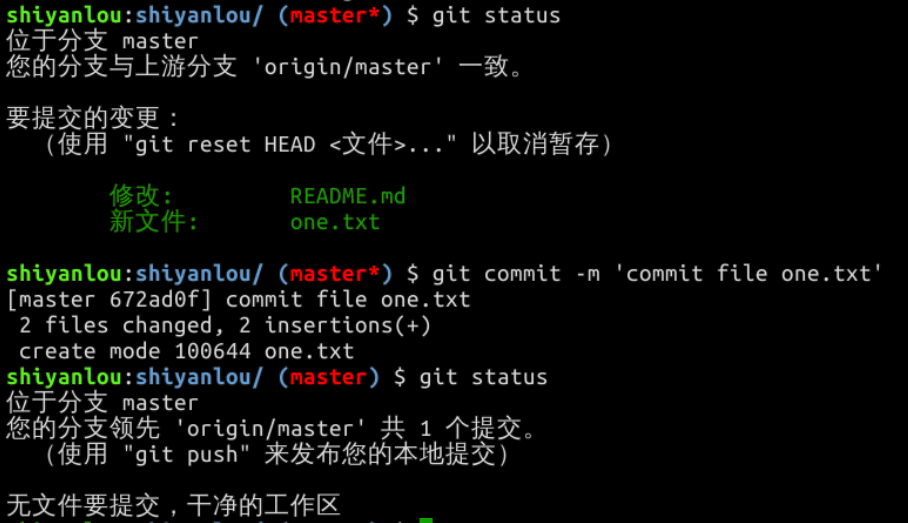 shiyanlou:shiyanlou/ (master*) $ git status
位于分支 master
您的分支与上游分支 'origin/master' 一致。
要提交的变更：
（使用 "git reset HEAD <文件>..." 以取消暂存）
修改: README.md
新文件: one.txt
shiyanlou:shiyanlou/ (master*) $ git commit -m 'commit file one.txt'
[master 672ad0f] commit file one.txt
2 files changed, 2 insertions(+)
create mode 100644 one.txt
shiyanlou:shiyanlou/ (master) $ git status
位于分支 master
您的分支领先 'origin/master' 共 1 个提交。
（使用 "git push" 来发布您的本地提交）
无文件要提交，干净的工作区